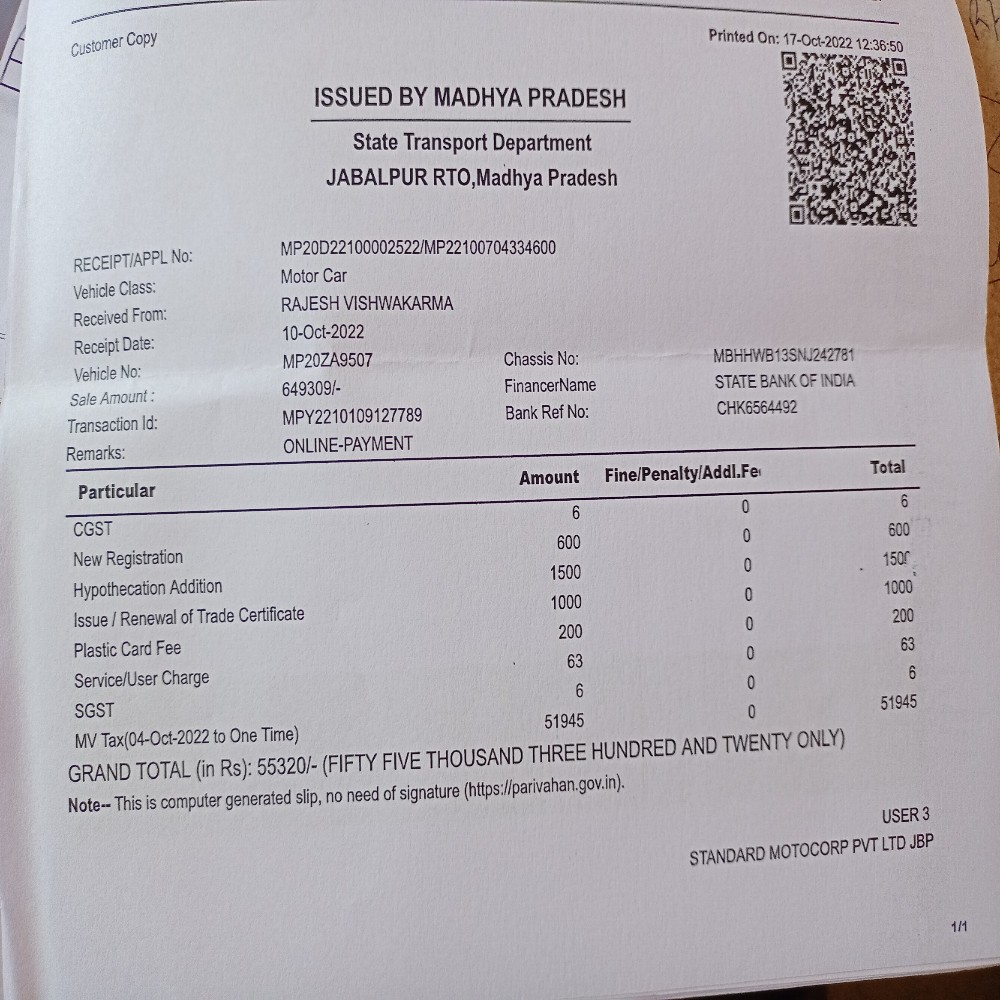 Customer Copy
Printed On: 17-Oct-2022 12:36:50
ISSUED BY MADHYA PRADESH
State Transport Department
JABALPUR RTO,Madhya Pradesh
RECEIPT/APPL No: MP20D22100002522/MP22100704334600
Vehicle Class: Motor Car
Received From: RAJESH VISHWAKARMA
Receipt Date: 10-Oct-2022
Vehicle No: MP20ZA9507 Chassis No: MBHHWB13SNJ242781
Sale Amount : 649309/- FinancerName STATE BANK OF INDIA
Transaction Id: MPY2210109127789 Bank Ref No: CHK6564492
Remarks: ONLINE-PAYMENT
Particular Amount Fine/Penalty/Addl.Fe Total
CGST 6 0 6
New Registration 600 0 600
Hypothecation Addition 1500 0 1500
Issue / Renewal of Trade Certificate 1000 0 1000
Plastic Card Fee 200 0 200
Service/User Charge 63 0 63
SGST 6 0 6
MV Tax(04-Oct-2022 to One Time) 51945 0 51945
GRAND TOTAL (in Rs): 55320/- (FIFTY FIVE THOUSAND THREE HUNDRED AND TWENTY ONLY)
Note-- This is computer generated slip, no need of signature (https://parivahan.gov.in).
USER 3
STANDARD MOTOCORP PVT LTD JBP
1/1